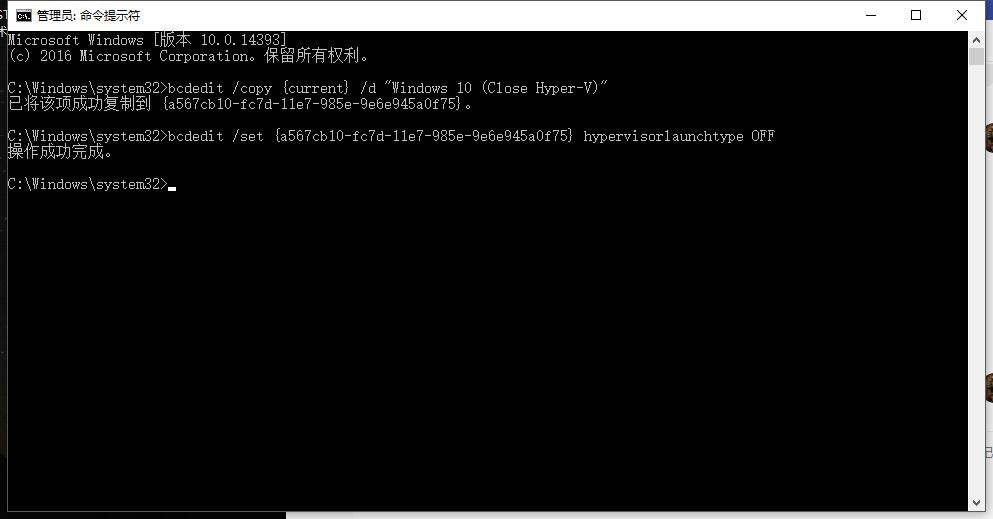 管理员: 命令提示符
Microsoft Windows [版本 10.0.14393]
(c) 2016 Microsoft Corporation。保留所有权利。
C:\Windows\system32>bcdedit /copy {current} /d "Windows 10 (Close Hyper-V)"
已将该项成功复制到 {a567cb10-fc7d-11e7-985e-9e6e945a0f75}。
C:\Windows\system32>bcdedit /set {a567cb10-fc7d-11e7-985e-9e6e945a0f75} hypervisorlaunchtype OFF
操作成功完成。
C:\Windows\system32>